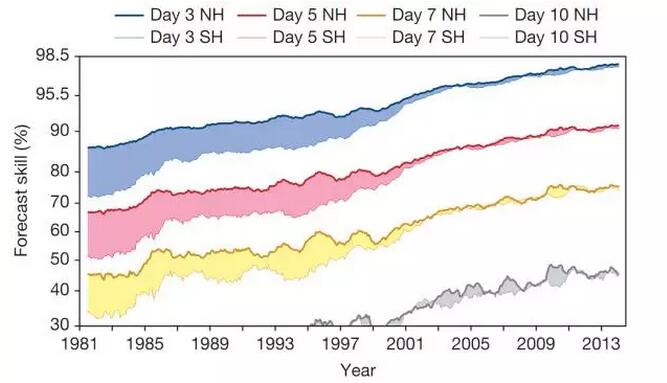 Day 3 NH Day 5 NH Day 7 NH Day 10 NH
Day 3 SH Day 5 SH Day 7 SH Day 10 SH
98.5
95.5
90
80
70
60
50
40
30
Forecast skill (%)
1981 1985 1989 1993 1997 2001 2005 2009 2013
Year